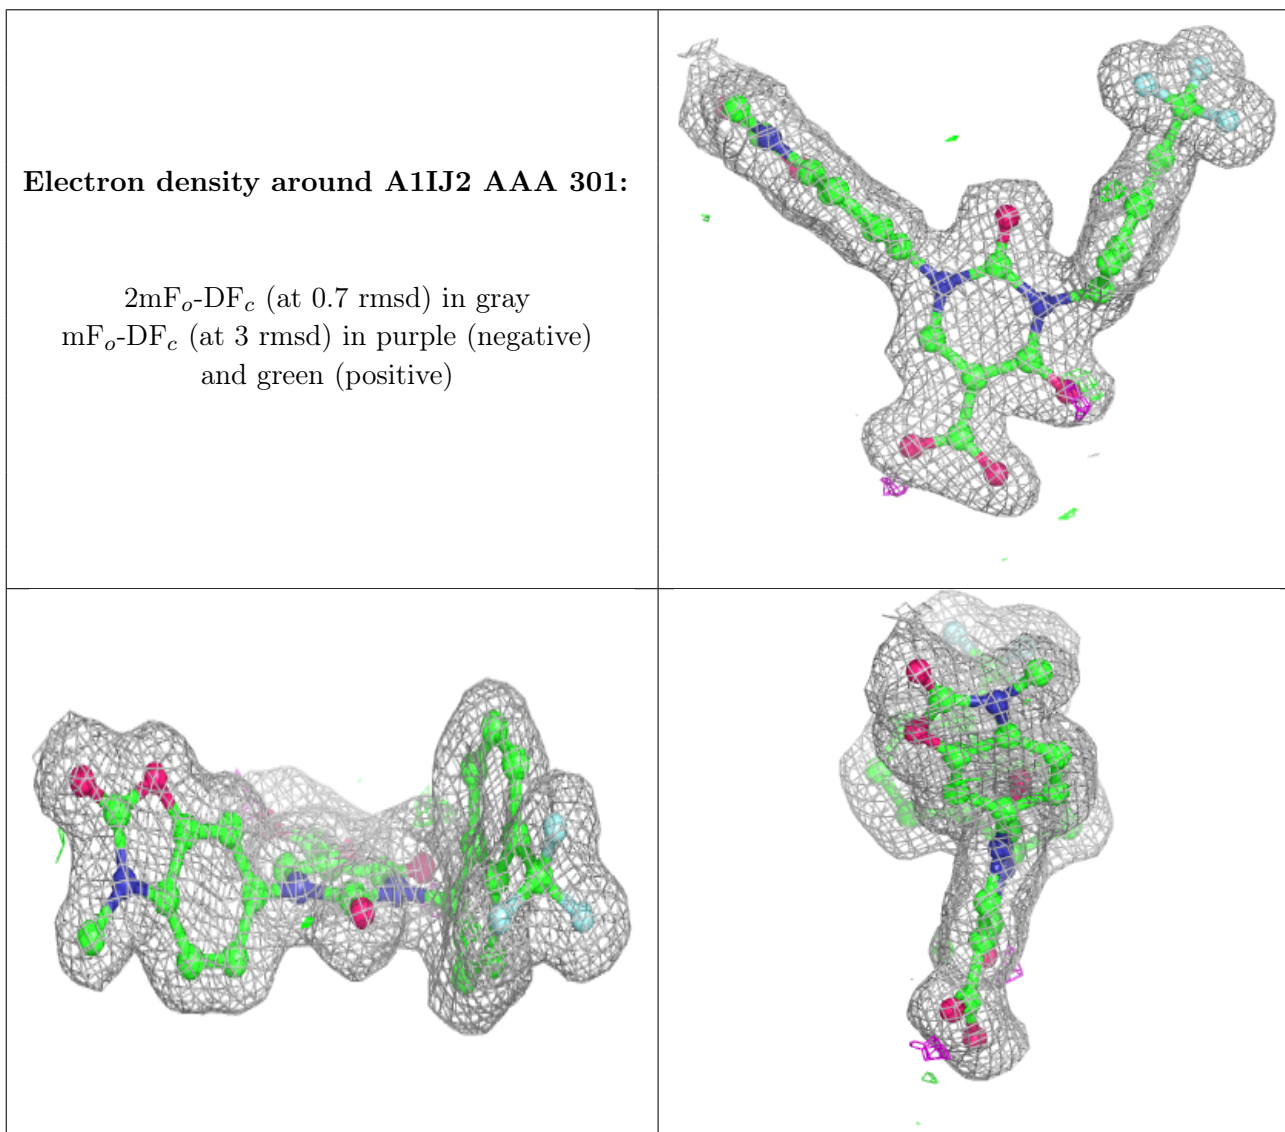 Electron density around A1IJ2 AAA 301:
2mFo-DFc (at 0.7 rmsd) in gray
mFo-DFc (at 3 rmsd) in purple (negative)
and green (positive)